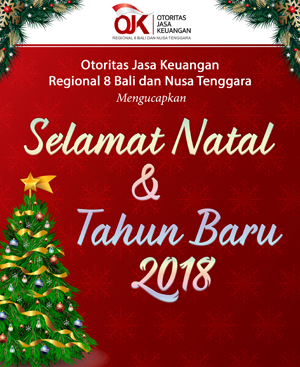 OJK
OTORITAS
JASA
KEUANGAN
REGIONAL 8 BALI DAN NUSA TENGGARA
Otoritas Jasa Keuangan
Regional 8 Bali dan Nusa Tenggara
Mengucapkan
Selamat Natal
&
Tahun Baru
2018